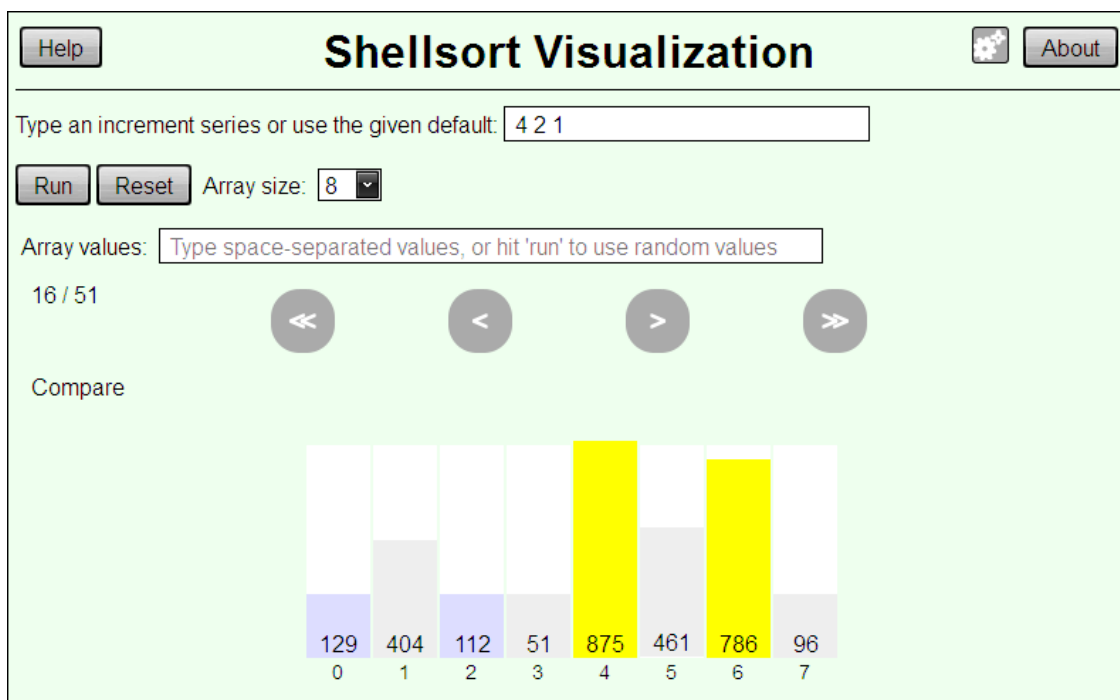 Help Shellsort Visualization About
Type an increment series or use the given default: 4 2 1
Run Reset Array size: 8
Array values: Type space-separated values, or hit 'run' to use random values
16 / 51 << < > >>
Compare
129 404 112 51 875 461 786 96
0 1 2 3 4 5 6 7